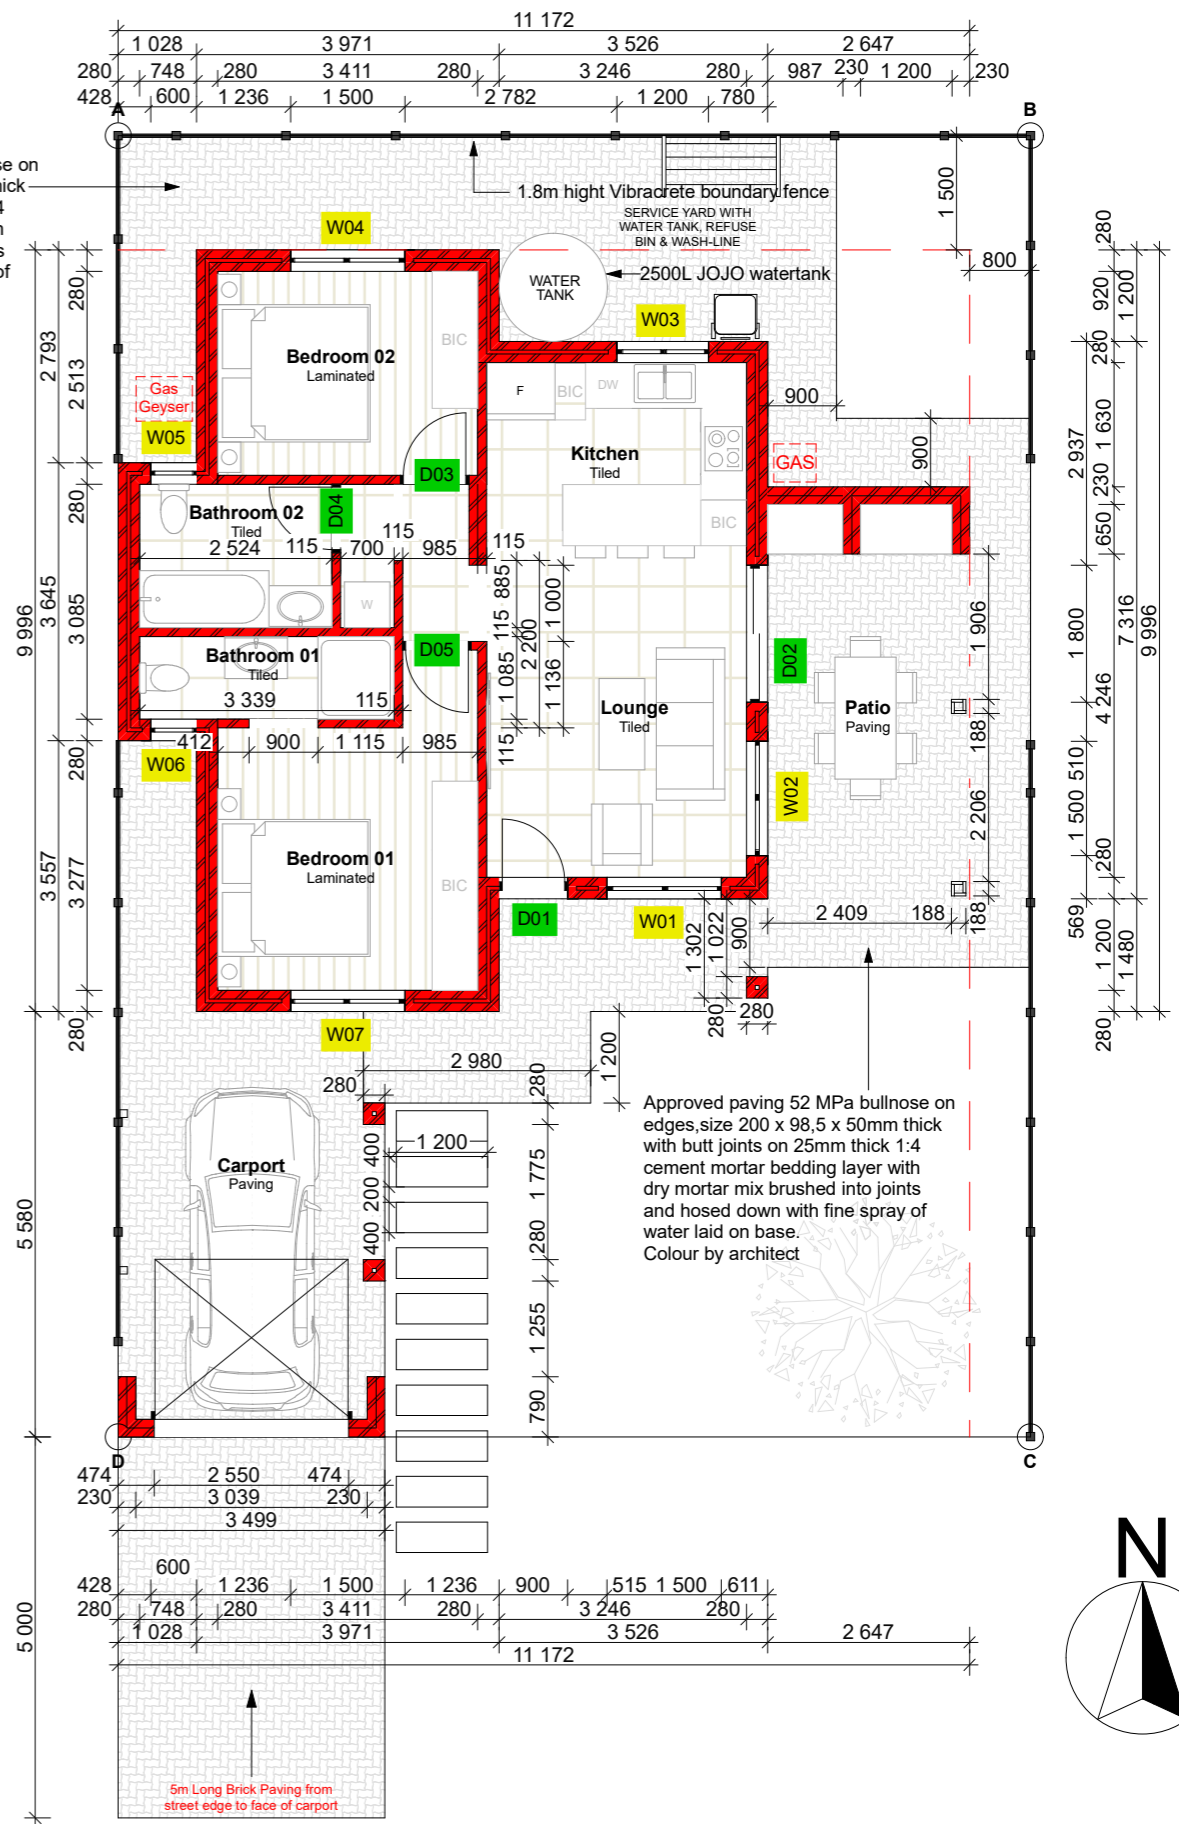 11 172
1 028 3 971 3 526 2 647
280 748 280 3 411 280 3 246 280 987 230 1 200 230
428 600 1 236 1 500 2 782 1 200 780
A B
se on
hick
4
n
s
of
1.8m hight Vibracrete boundary fence
SERVICE YARD WITH
WATER TANK, REFUSE
BIN & WASH-LINE
1 500
800
W04
WATER
TANK
2500L JOJO watertank
W03
Bedroom 02
Laminated
BIC
Gas
Geyser
W05
F
BIC
DW
Kitchen
Tiled
900
900
GAS
BIC
D03
D04
Bathroom 02
Tiled
2 524 115 700 985 115
W
885
115
1 000
2 200
1 085
1 136
115
Bathroom 01
Tiled
3 339 115
D05
D02
Lounge
Tiled
Patio
Paving
1 906
188
2 206
188
412 900 1 115 985
W06
W02
Bedroom 01
Laminated
BIC
D01
W01
2 409 188
1 302
1 022
900
280
280
W07
2 980
1 200
280
280
1 775
280
1 255
790
400
200
400
1 200
Carport
Paving
Approved paving 52 MPa bullnose on
edges,size 200 x 98,5 x 50mm thick
with butt joints on 25mm thick 1:4
cement mortar bedding layer with
dry mortar mix brushed into joints
and hosed down with fine spray of
water laid on base.
Colour by architect
280
2 513
280
3 085
280
3 277
280
2 793
3 645
3 557
9 996
5 580
5 000
280
920
280
1 630
230
650
1 800
510
1 500
280
1 200
280
2 937
4 246
569
1 200
7 316
1 480
9 996
D C
474 2 550 474
230 3 039 230
3 499
600
428 1 236 1 500 1 236 900 515 1 500 611
280 748 280 3 411 280 3 246 280
1 028 3 971 3 526 2 647
11 172
5m Long Brick Paving from
street edge to face of carport
N